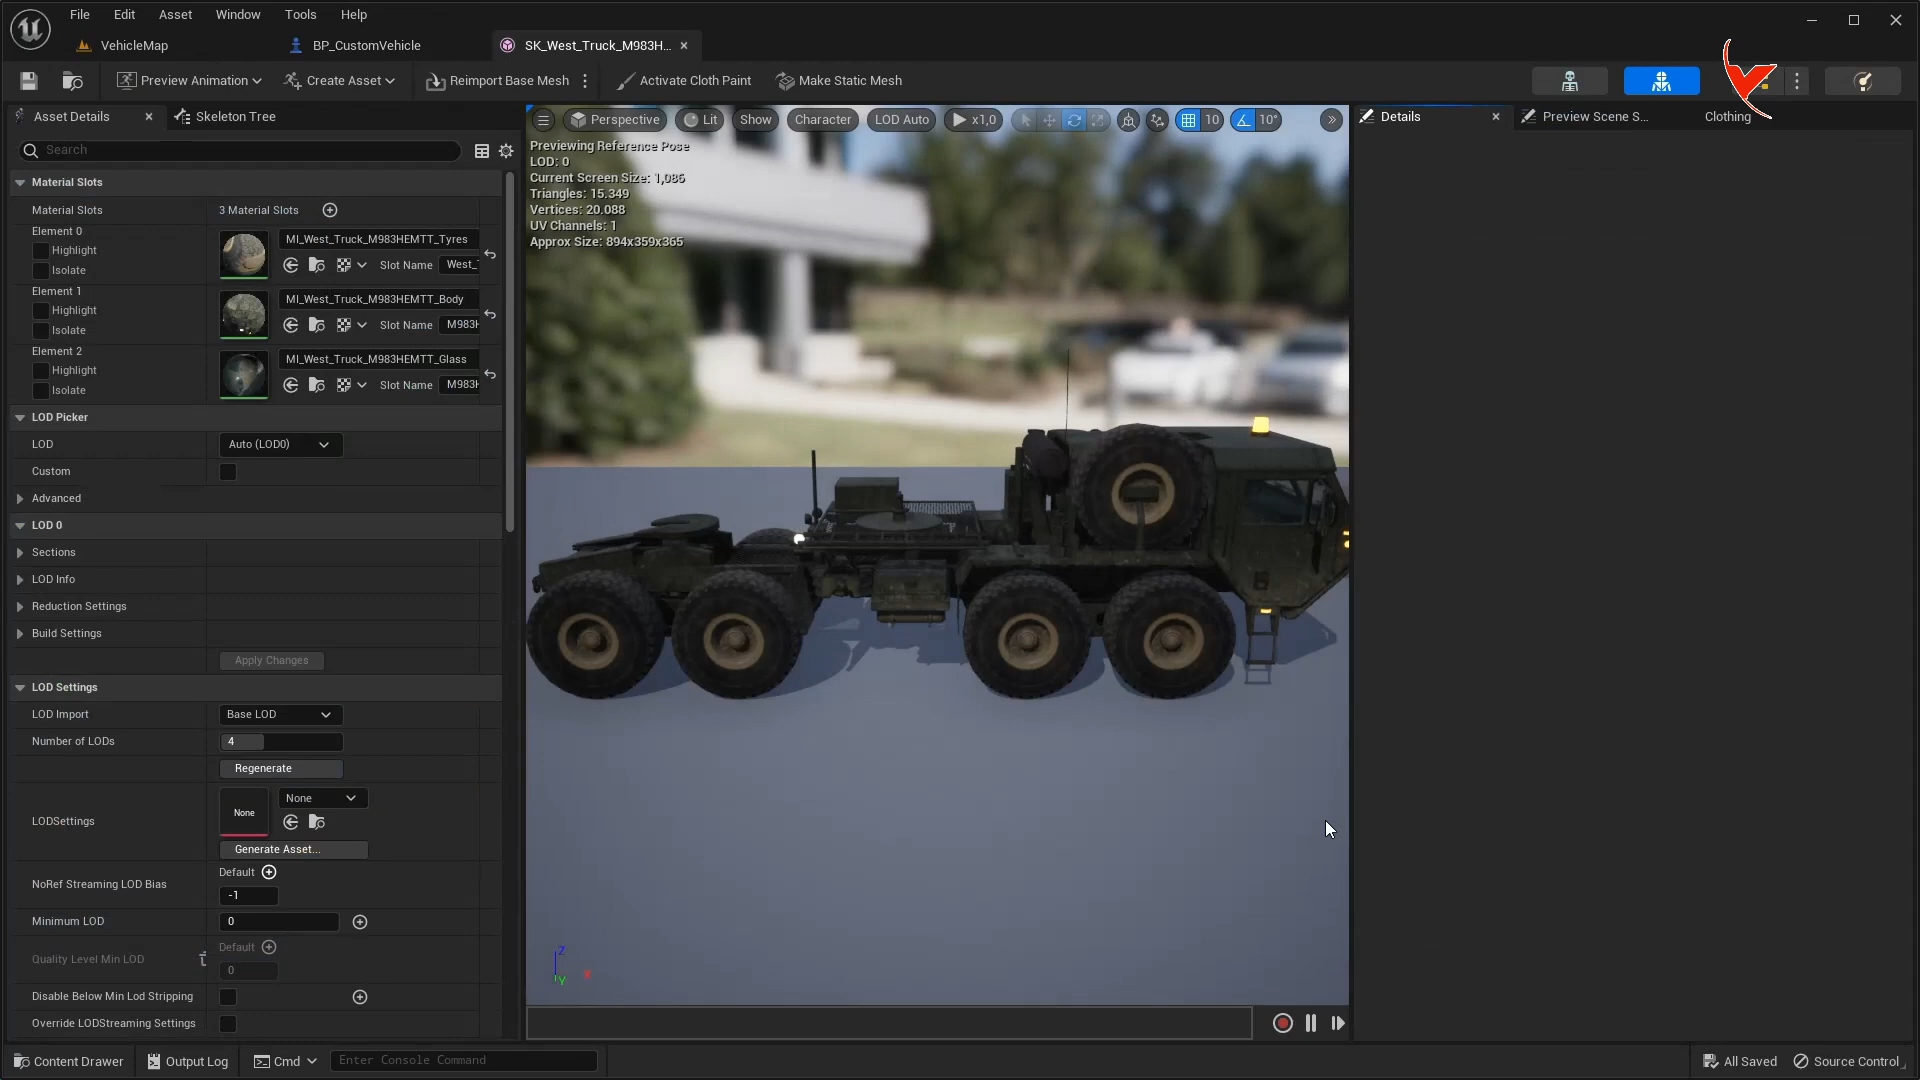 File Edit Asset Window Tools Help
VehicleMap BP_CustomVehicle SK_West_Truck_M983H...
Preview Animation Create Asset Reimport Base Mesh Activate Cloth Paint Make Static Mesh
Asset Details Skeleton Tree
Search
Material Slots
Material Slots 3 Material Slots
Element 0
Highlight
Isolate
MI_West_Truck_M983HEMTT_Tyres
Slot Name West_
Element 1
Highlight
Isolate
MI_West_Truck_M983HEMTT_Body
Slot Name M983H
Element 2
Highlight
Isolate
MI_West_Truck_M983HEMTT_Glass
Slot Name M983H
LOD Picker
LOD Auto (LOD0)
Custom
Advanced
LOD 0
Sections
LOD Info
Reduction Settings
Build Settings
Apply Changes
LOD Settings
LOD Import Base LOD
Number of LODs 4
Regenerate
LODSettings None None
Generate Asset...
NoRef Streaming LOD Bias Default
-1
Minimum LOD 0
Quality Level Min LOD Default
0
Disable Below Min Lod Stripping
Override LODStreaming Settings
Perspective Lit Show Character LOD Auto x1,0 10 10°
Previewing Reference Pose
LOD: 0
Current Screen Size: 1,086
Triangles: 15.349
Vertices: 20.088
UV Channels: 1
Approx Size: 894x359x365
Z
Y
X
Details Preview Scene S... Clothing
Content Drawer Output Log Cmd Enter Console Command All Saved Source Control